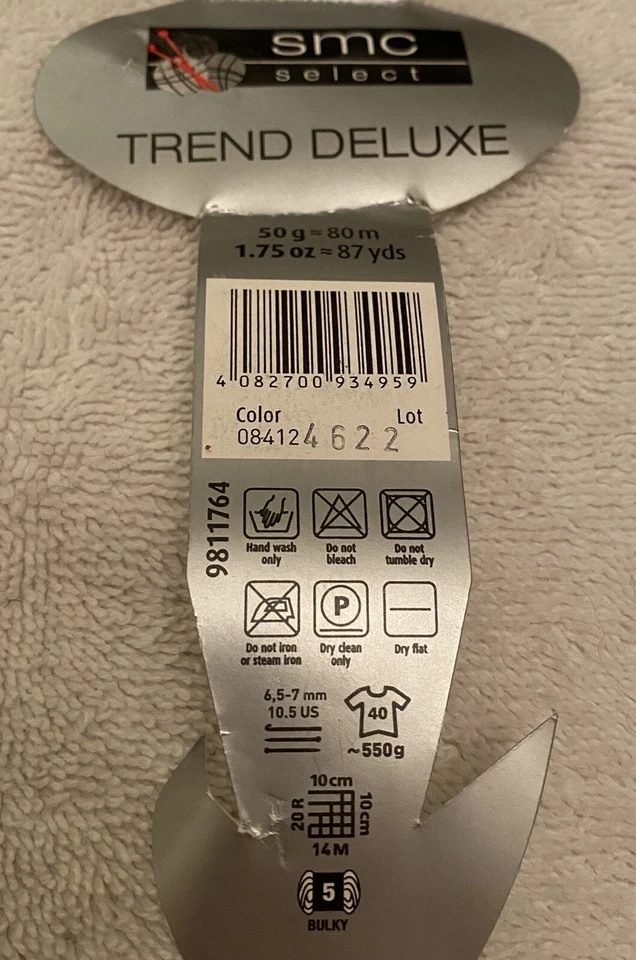 smc
select
TREND DELUXE
50 g ≈ 80 m
1.75 oz ≈ 87 yds
4 082700 934959
Color Lot
08412 4622
9811764
Hand wash only
Do not bleach
Do not tumble dry
P
Do not iron or steam iron
Dry clean only
Dry flat
6,5-7 mm
10.5 US
40
~550g
10cm
20 R
10cm
14 M
5
BULKY